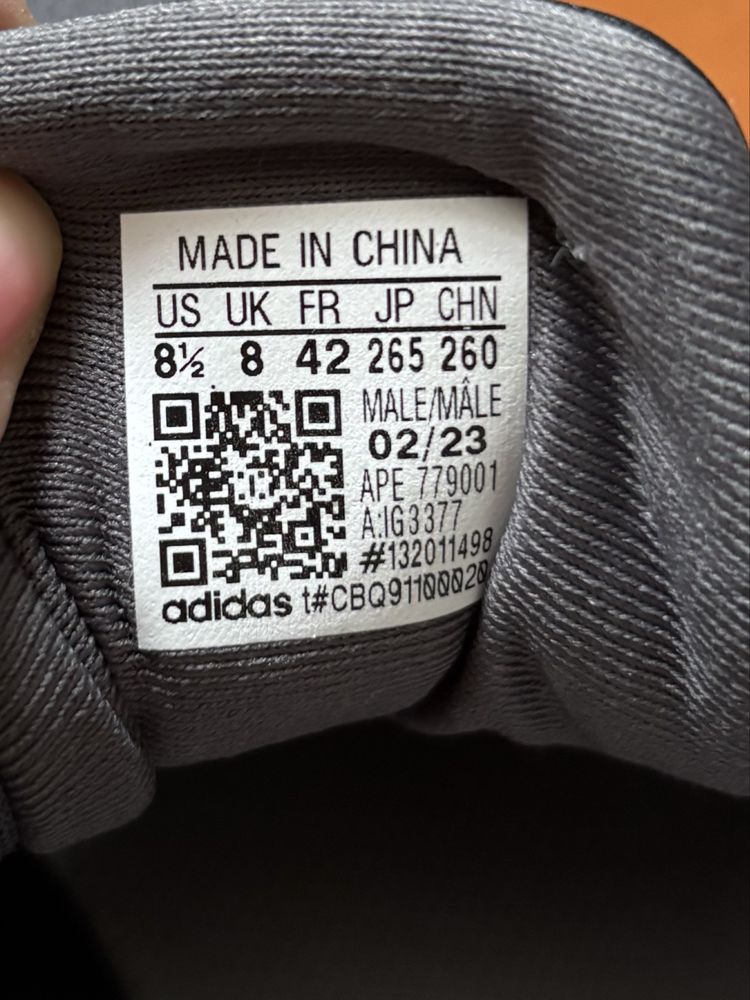 MADE IN CHINA
US UK FR JP CHN
8½ 8 42 265 260
MALE/MÂLE
02/23
APE 779001
A:IG3377
#132011498
adidas t#CBQ91100020